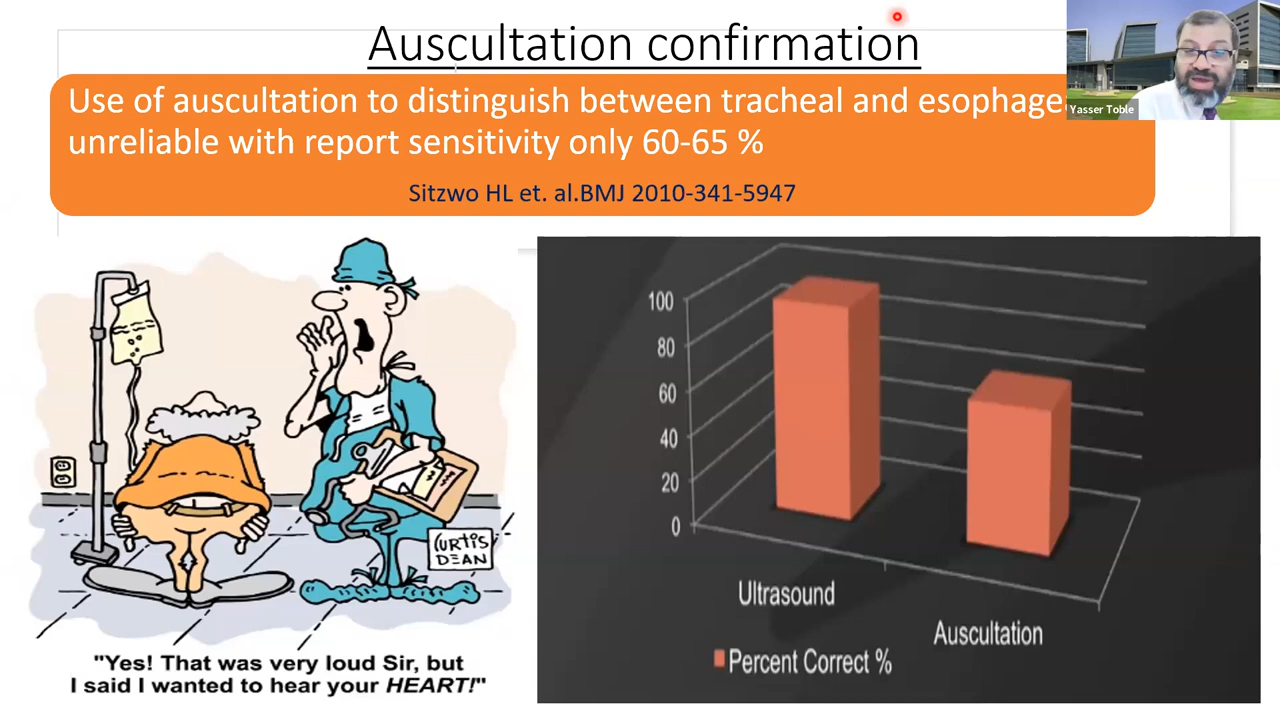 Auscultation confirmation
Use of auscultation to distinguish between tracheal and esophage
unreliable with report sensitivity only 60-65 %
Sitzwo HL et. al.BMJ 2010-341-5947
Yasser Toble
CURTiS
DEAN
"Yes! That was very loud Sir, but
I said I wanted to hear your HEART!"
100
80
60
40
20
0
Ultrasound
Auscultation
Percent Correct %